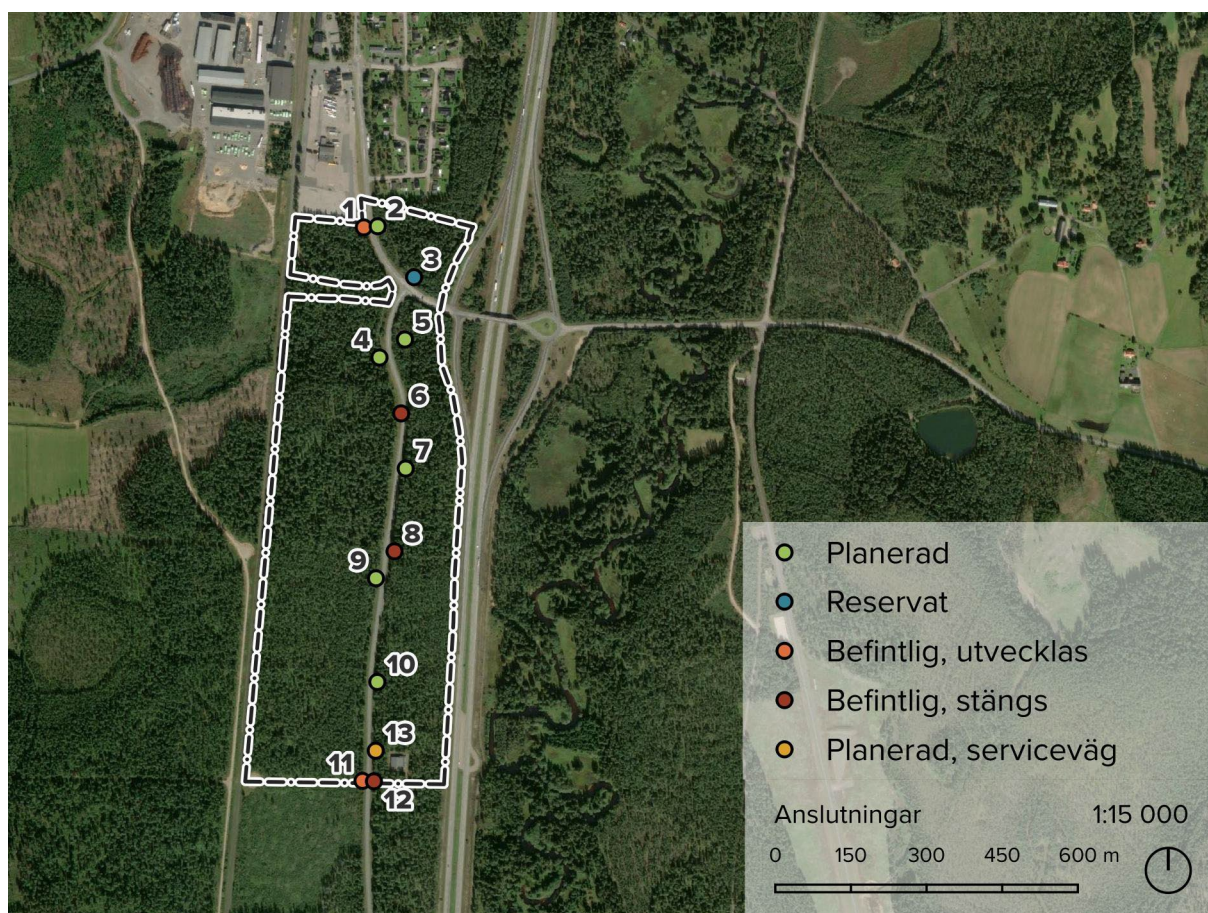 1 2
3
5
4
6
7
8
9
10
13
11
12
Planerad
Reservat
Befintlig, utvecklas
Befintlig, stängs
Planerad, serviceväg
Anslutningar 1:15 000
0 150 300 450 600 m